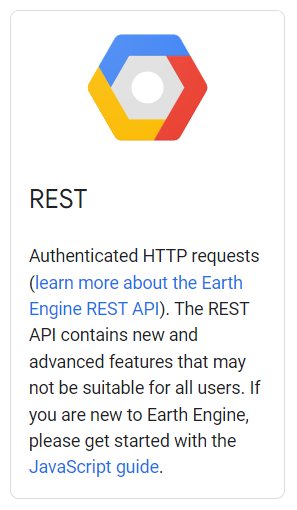 REST
Authenticated HTTP requests
(learn more about the Earth
Engine REST API). The REST
API contains new and
advanced features that may
not be suitable for all users. If
you are new to Earth Engine,
please get started with the
JavaScript guide.